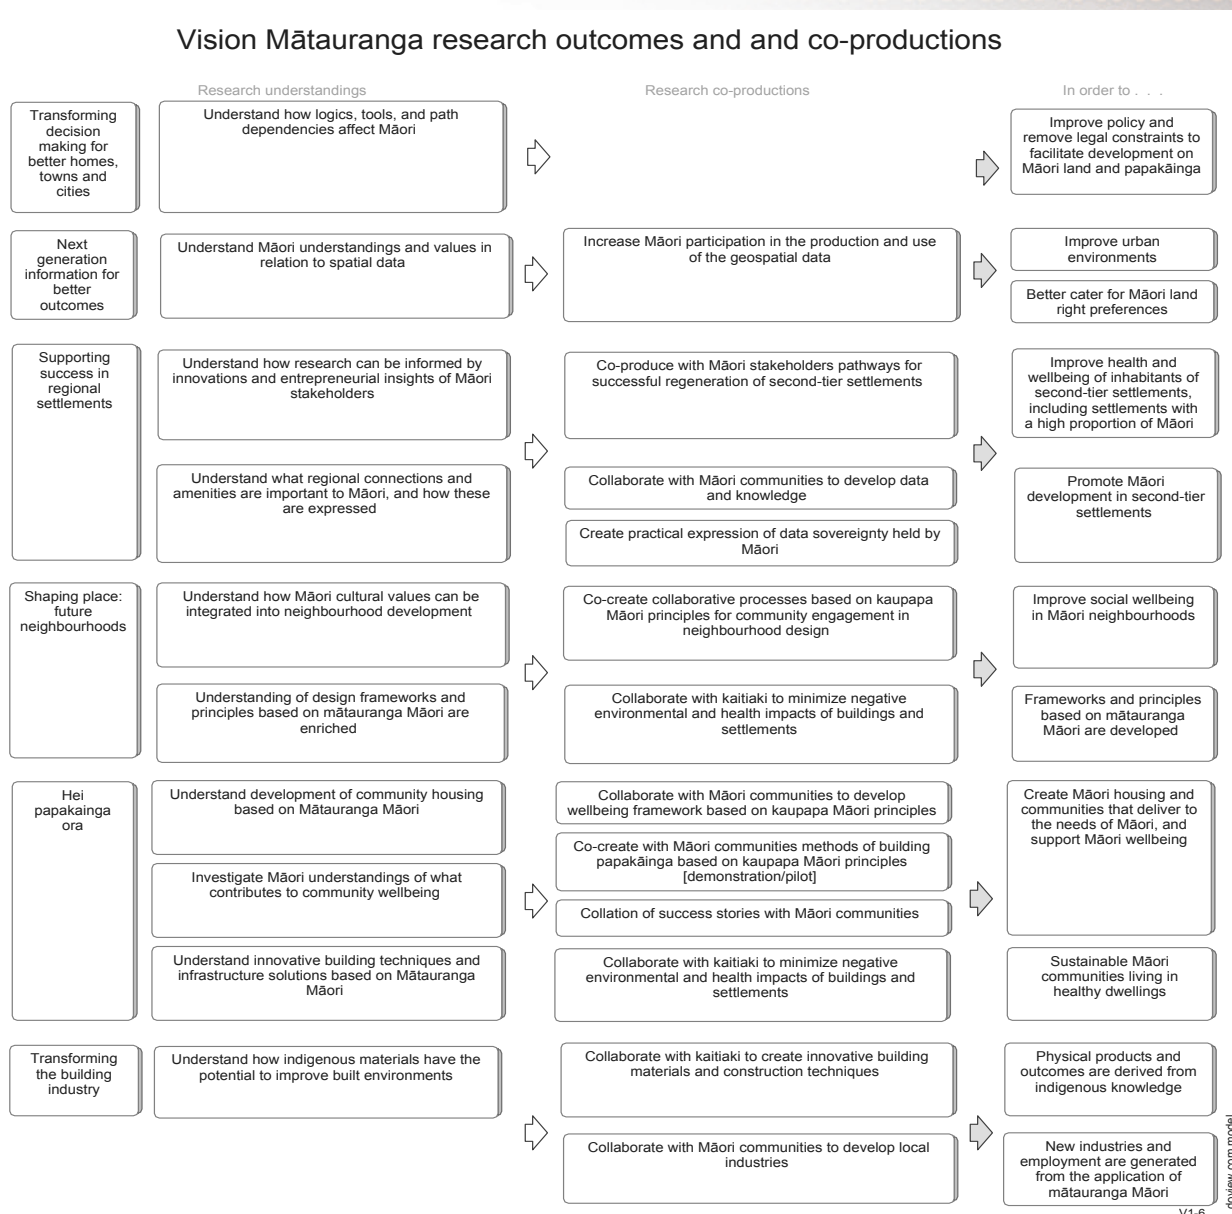 Vision Mātauranga research outcomes and and co-productions
Research understandings
Research co-productions
In order to . . .
Transforming
decision
making for
better homes,
towns and
cities
Understand how logics, tools, and path
dependencies affect Māori
Improve policy and
remove legal constraints to
facilitate development on
Māori land and papakāinga
Next
generation
information for
better
outcomes
Understand Māori understandings and values in
relation to spatial data
Increase Māori participation in the production and use
of the geospatial data
Improve urban
environments
Better cater for Māori land
right preferences
Supporting
success in
regional
settlements
Understand how research can be informed by
innovations and entrepreneurial insights of Māori
stakeholders
Co-produce with Māori stakeholders pathways for
successful regeneration of second-tier settlements
Improve health and
wellbeing of inhabitants of
second-tier settlements,
including settlements with
a high proportion of Māori
Understand what regional connections and
amenities are important to Māori, and how these
are expressed
Collaborate with Māori communities to develop data
and knowledge
Create practical expression of data sovereignty held by
Māori
Promote Māori
development in second-tier
settlements
Shaping place:
future
neighbourhoods
Understand how Māori cultural values can be
integrated into neighbourhood development
Co-create collaborative processes based on kaupapa
Māori principles for community engagement in
neighbourhood design
Improve social wellbeing
in Māori neighbourhoods
Understanding of design frameworks and
principles based on mātauranga Māori are
enriched
Collaborate with kaitiaki to minimize negative
environmental and health impacts of buildings and
settlements
Frameworks and principles
based on mātauranga
Māori are developed
Hei
papakainga
ora
Understand development of community housing
based on Mātauranga Māori
Investigate Māori understandings of what
contributes to community wellbeing
Understand innovative building techniques and
infrastructure solutions based on Mātauranga
Māori
Collaborate with Māori communities to develop
wellbeing framework based on kaupapa Māori principles
Co-create with Māori communities methods of building
papakāinga based on kaupapa Māori principles
[demonstration/pilot]
Collation of success stories with Māori communities
Collaborate with kaitiaki to minimize negative
environmental and health impacts of buildings and
settlements
Create Māori housing and
communities that deliver to
the needs of Māori, and
support Māori wellbeing
Sustainable Māori
communities living in
healthy dwellings
Transforming
the building
industry
Understand how indigenous materials have the
potential to improve built environments
Collaborate with kaitiaki to create innovative building
materials and construction techniques
Collaborate with Māori communities to develop local
industries
Physical products and
outcomes are derived from
indigenous knowledge
New industries and
employment are generated
from the application of
mātauranga Māori
doview.com model
V1-6